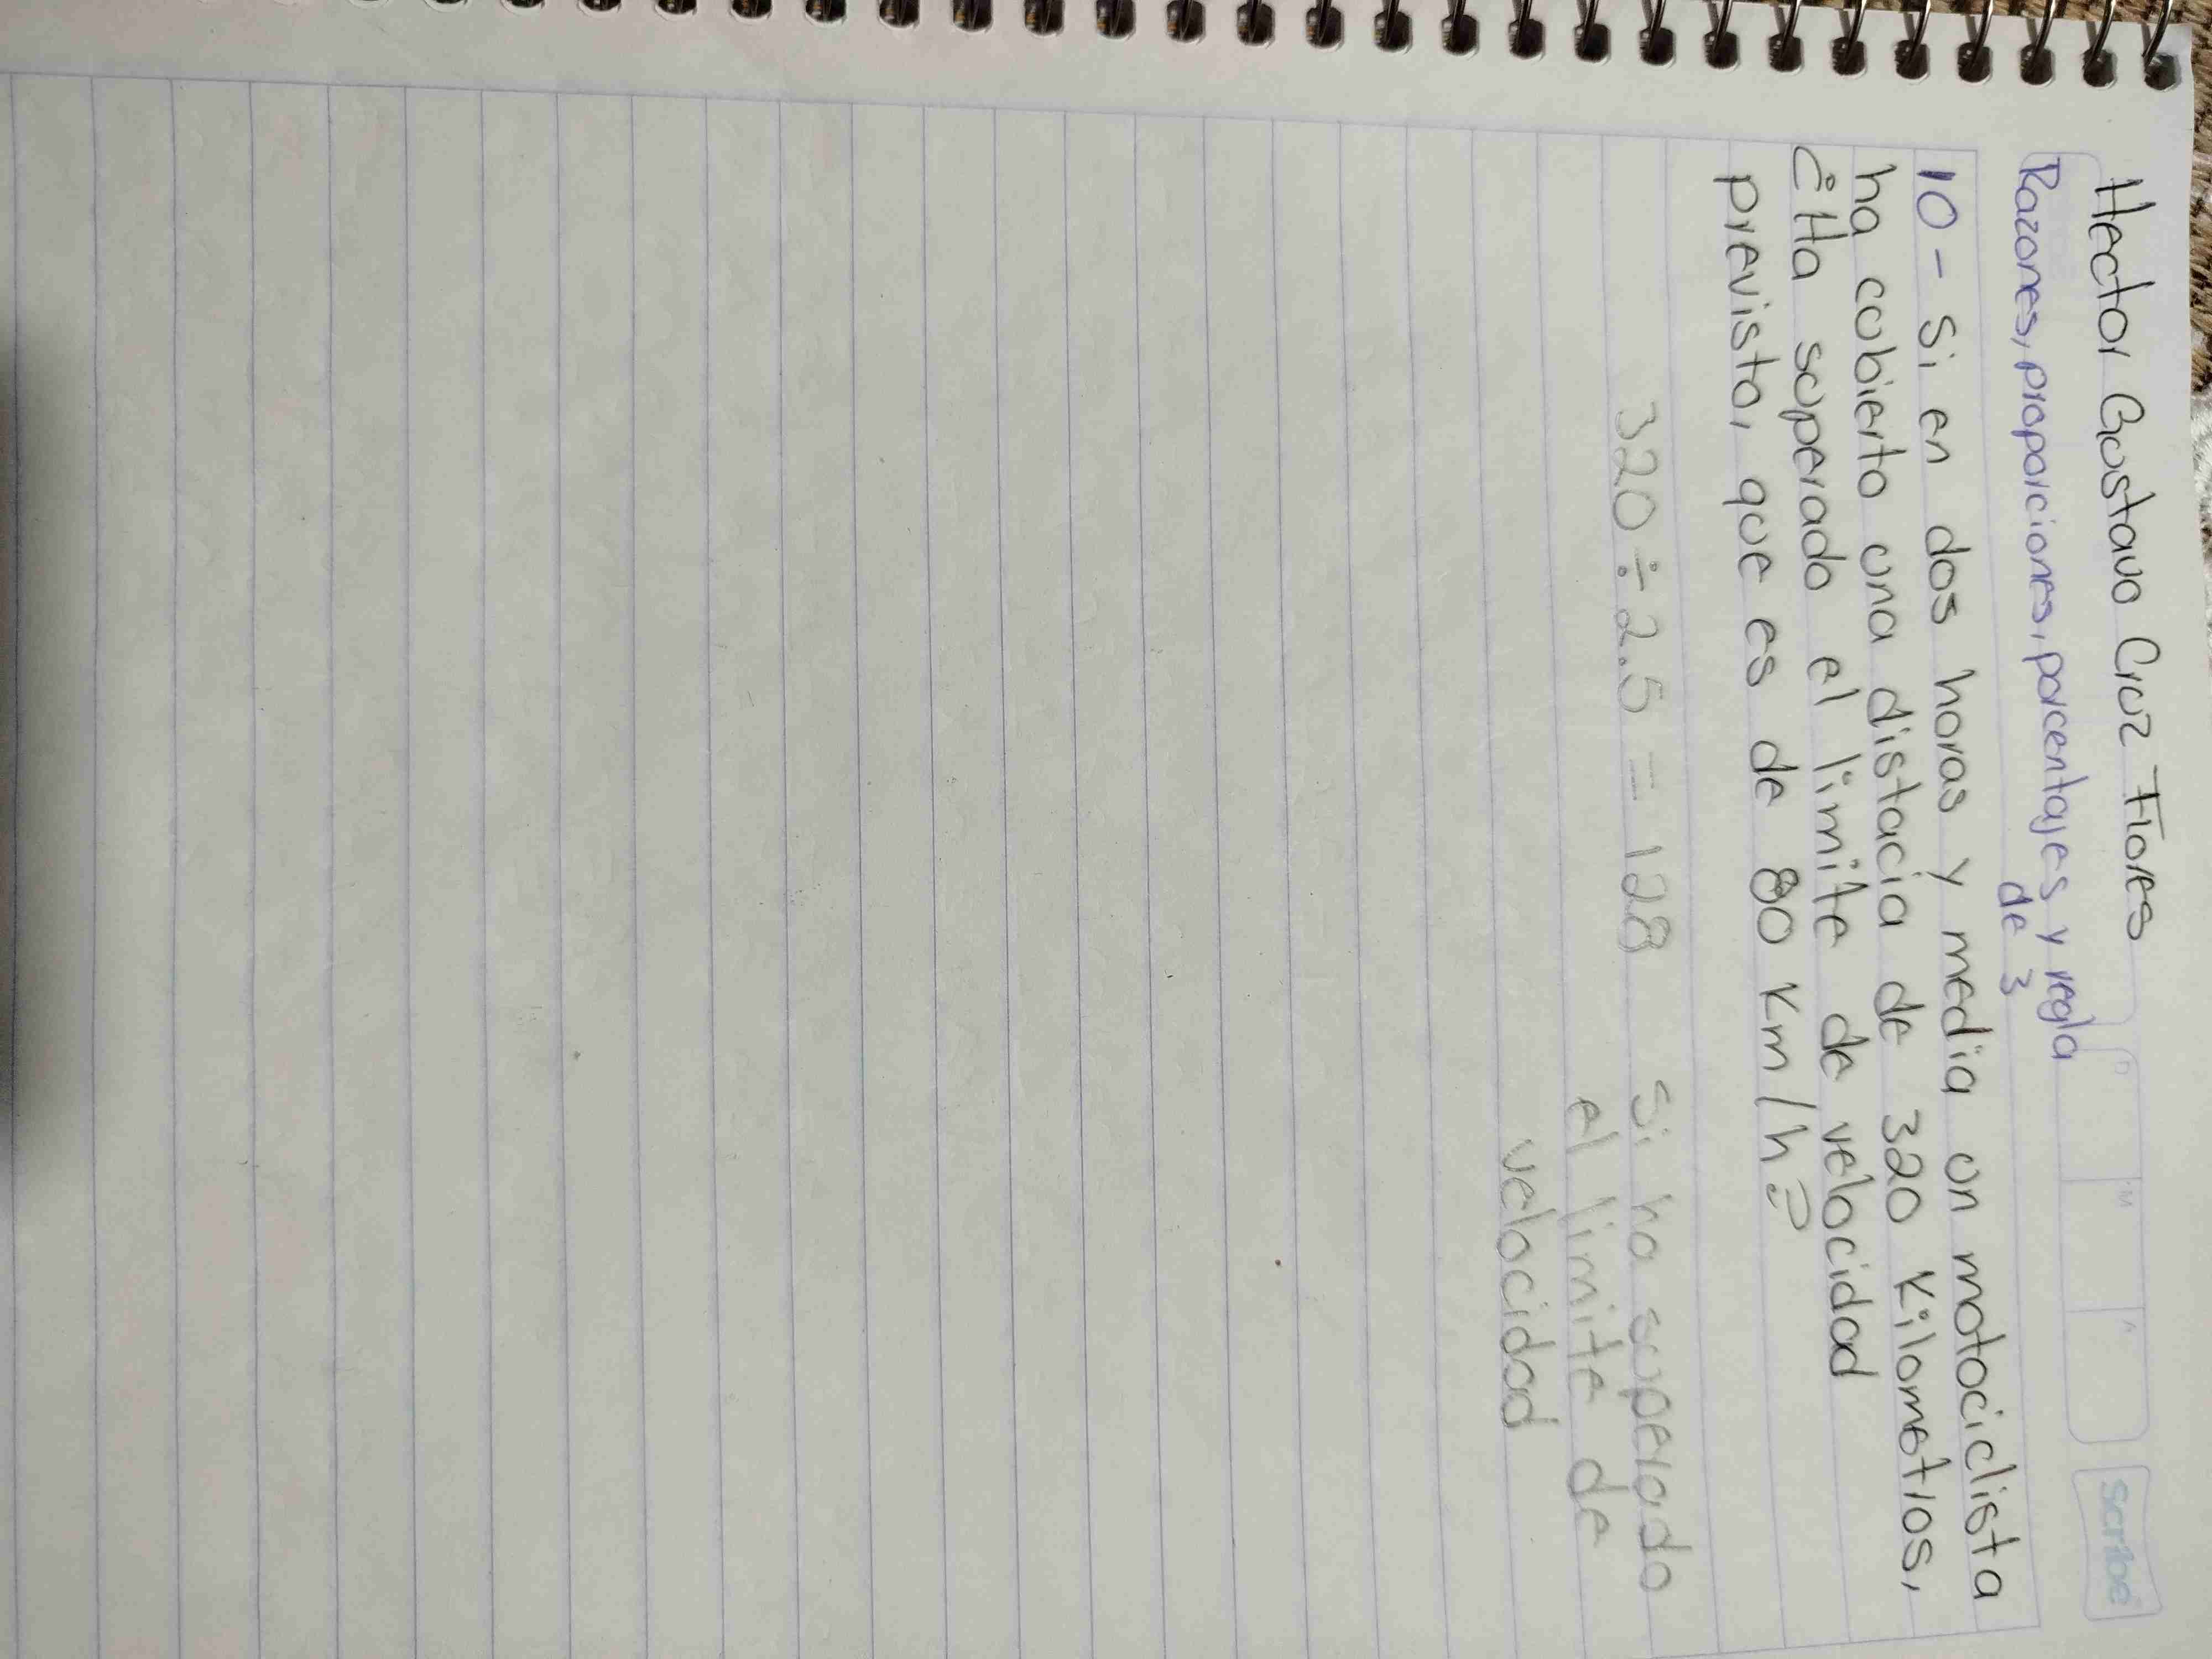 Hector Gustavo Cruz Flores
D M A
scribe
Razones, proporciones, porcentajes y regla
de 3
10- Si en dos horas y media un motociclista
ha cobierto una distacia de 320 Kilometros,
¿Ha superado el limite de velocidad
previsto, que es de 80 Km/h?
320 ÷ 2.5 = 128 Si ha superado
el limite de
velocidad